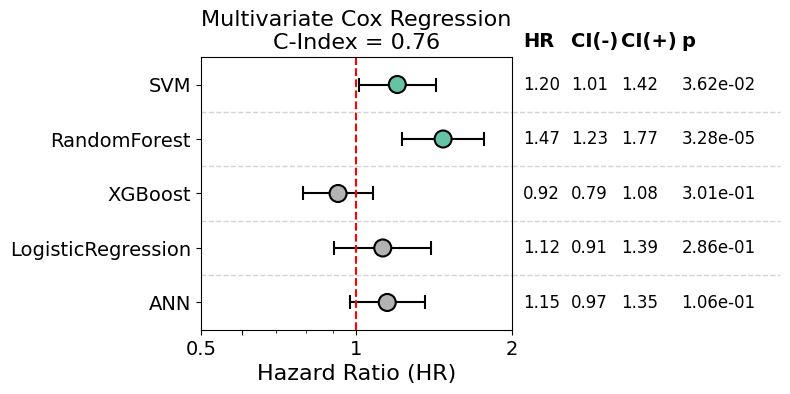 Multivariate Cox Regression
C-Index = 0.76
HR CI(-) CI(+) p
SVM 1.20 1.01 1.42 3.62e-02
RandomForest 1.47 1.23 1.77 3.28e-05
XGBoost 0.92 0.79 1.08 3.01e-01
LogisticRegression 1.12 0.91 1.39 2.86e-01
ANN 1.15 0.97 1.35 1.06e-01
0.5 1 2
Hazard Ratio (HR)